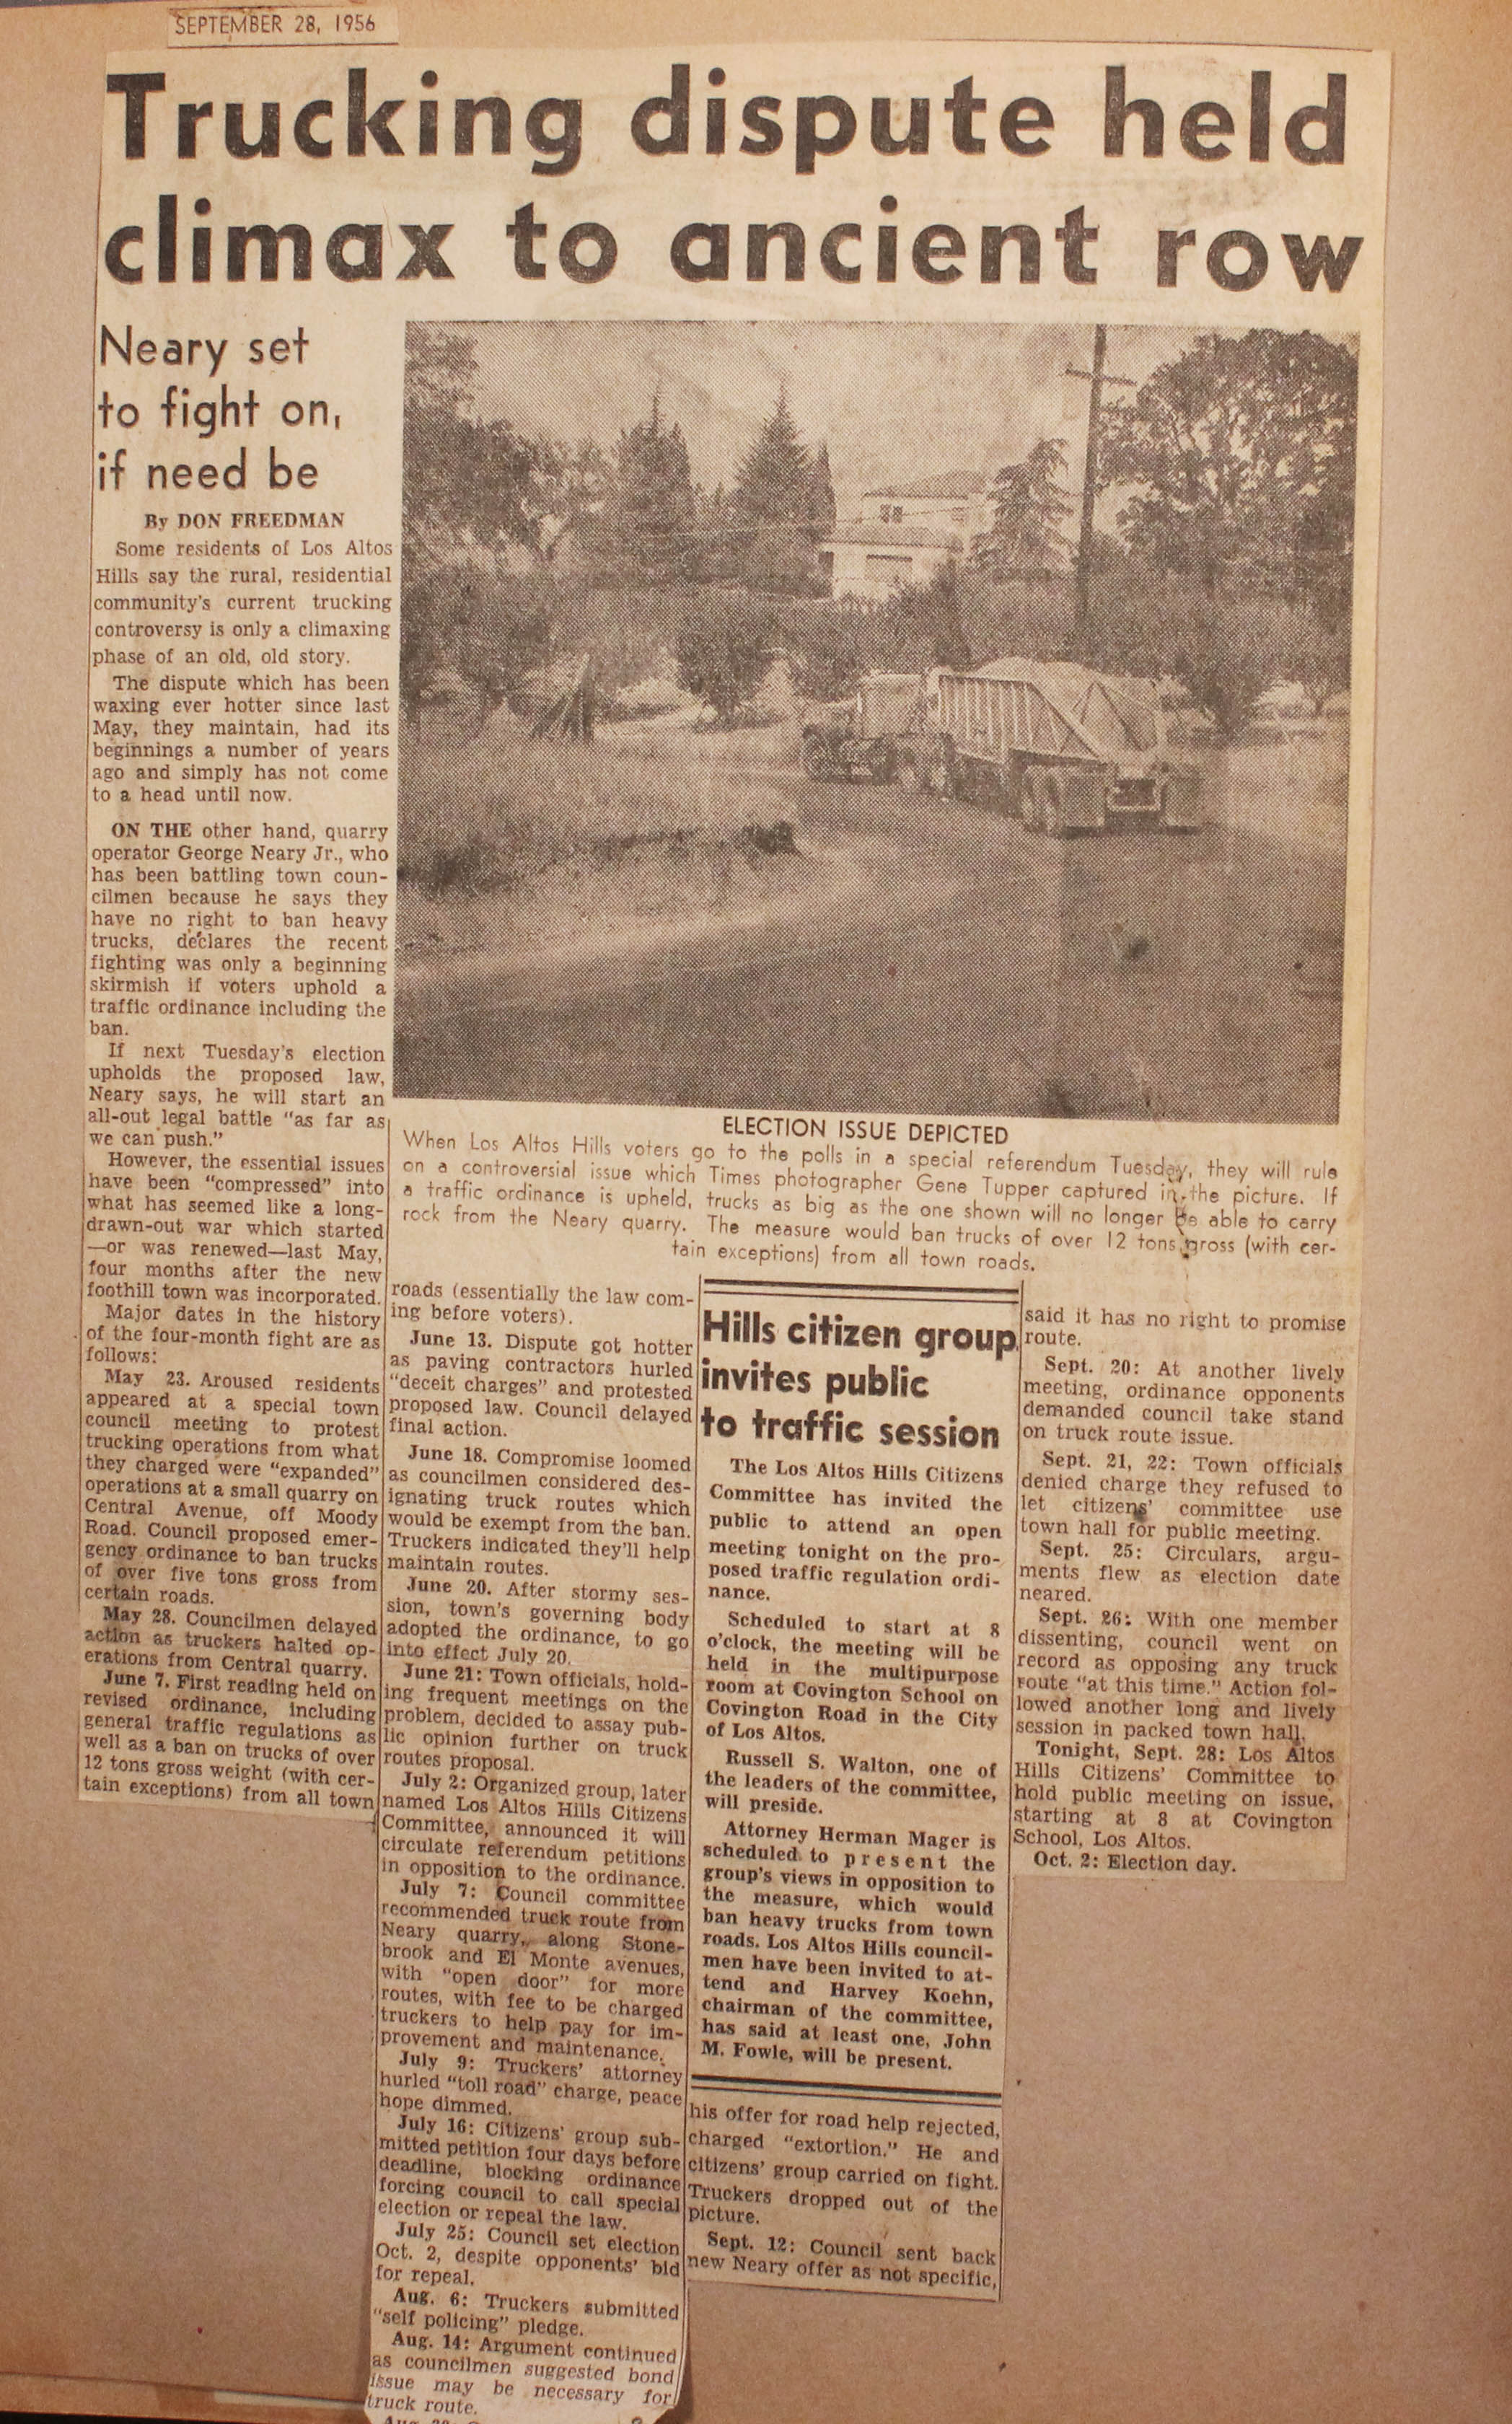 SEPTEMBER 28, 1956
Trucking dispute held
climax to ancient row
Neary set
to fight on,
if need be
By DON FREEDMAN
Some residents of Los Altos
Hills say the rural, residential
community's current trucking
controversy is only a climaxing
phase of an old, old story.
The dispute which has been
waxing ever hotter since last
May, they maintain, had its
beginnings a number of years
ago and simply has not come
to a head until now.
ON THE other hand, quarry
operator George Neary Jr., who
has been battling town coun-
cilmen because he says they
have no right to ban heavy
trucks, declares the recent
fighting was only a beginning
skirmish if voters uphold a
traffic ordinance including the
ban.
If next Tuesday's election
upholds the proposed law,
Neary says, he will start an
all-out legal battle "as far as
we can push."
However, the essential issues
have been "compressed" into
what has seemed like a long-
drawn-out war which started
—or was renewed—last May,
four months after the new
foothill town was incorporated.
Major dates in the history
of the four-month fight are as
follows:
May 23. Aroused residents
appeared at a special town
council meeting to protest
trucking operations from what
they charged were "expanded"
operations at a small quarry on
Central Avenue, off Moody
Road. Council proposed emer-
gency ordinance to ban trucks
of over five tons gross from
certain roads.
May 28. Councilmen delayed
action as truckers halted op-
erations from Central quarry.
June 7. First reading held on
revised ordinance, including
general traffic regulations as
well as a ban on trucks of over
12 tons gross weight (with cer-
tain exceptions) from all town
ELECTION ISSUE DEPICTED
When Los Altos Hills voters go to the polls in a special referendum Tuesday, they will rule
on a controversial issue which Times photographer Gene Tupper captured in the picture. If
a traffic ordinance is upheld, trucks as big as the one shown will no longer be able to carry
rock from the Neary quarry. The measure would ban trucks of over 12 tons gross (with cer-
tain exceptions) from all town roads.
roads (essentially the law com-
ing before voters).
June 13. Dispute got hotter
as paving contractors hurled
"deceit charges" and protested
proposed law. Council delayed
final action.
June 18. Compromise loomed
as councilmen considered des-
ignating truck routes which
would be exempt from the ban.
Truckers indicated they'll help
maintain routes.
June 20. After stormy ses-
sion, town's governing body
adopted the ordinance, to go
into effect July 20.
June 21: Town officials, hold-
ing frequent meetings on the
problem, decided to assay pub-
lic opinion further on truck
routes proposal.
July 2: Organized group, later
named Los Altos Hills Citizens
Committee, announced it will
circulate referendum petitions
in opposition to the ordinance.
July 7: Council committee
recommended truck route from
Neary quarry, along Stone-
brook and El Monte avenues,
with "open door" for more
routes, with fee to be charged
truckers to help pay for im-
provement and maintenance.
July 9: Truckers' attorney
hurled "toll road" charge, peace
hope dimmed.
July 16: Citizens' group sub-
mitted petition four days before
deadline, blocking ordinance
forcing council to call special
election or repeal the law.
July 25: Council set election
Oct. 2, despite opponents' bid
for repeal.
Aug. 6: Truckers submitted
"self policing" pledge.
Aug. 14: Argument continued
as councilmen suggested bond
issue may be necessary for
truck route.
Hills citizen group
invites public
to traffic session
The Los Altos Hills Citizens
Committee has invited the
public to attend an open
meeting tonight on the pro-
posed traffic regulation ordi-
nance.
Scheduled to start at 8
o'clock, the meeting will be
held in the multipurpose
room at Covington School on
Covington Road in the City
of Los Altos.
Russell S. Walton, one of
the leaders of the committee,
will preside.
Attorney Herman Mager is
scheduled to present the
group's views in opposition to
the measure, which would
ban heavy trucks from town
roads. Los Altos Hills council-
men have been invited to at-
tend and Harvey Koehn,
chairman of the committee,
has said at least one, John
M. Fowle, will be present.
his offer for road help rejected,
charged "extortion." He and
citizens' group carried on fight.
Truckers dropped out of the
picture.
Sept. 12: Council sent back
new Neary offer as not specific,
said it has no right to promise
route.
Sept. 20: At another lively
meeting, ordinance opponents
demanded council take stand
on truck route issue.
Sept. 21, 22: Town officials
denied charge they refused to
let citizens' committee use
town hall for public meeting.
Sept. 25: Circulars, argu-
ments flew as election date
neared.
Sept. 26: With one member
dissenting, council went on
record as opposing any truck
route "at this time." Action fol-
lowed another long and lively
session in packed town hall.
Tonight, Sept. 28: Los Altos
Hills Citizens' Committee to
hold public meeting on issue,
starting at 8 at Covington
School, Los Altos.
Oct. 2: Election day.